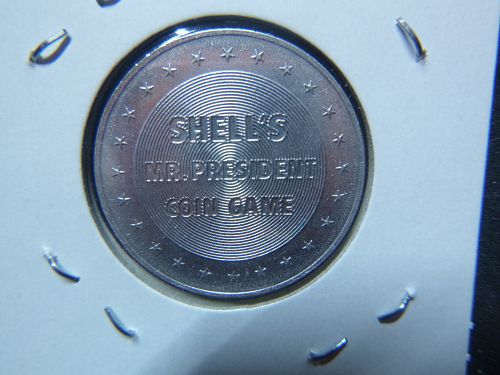 SHELL'S
MR. PRESIDENT
COIN GAME